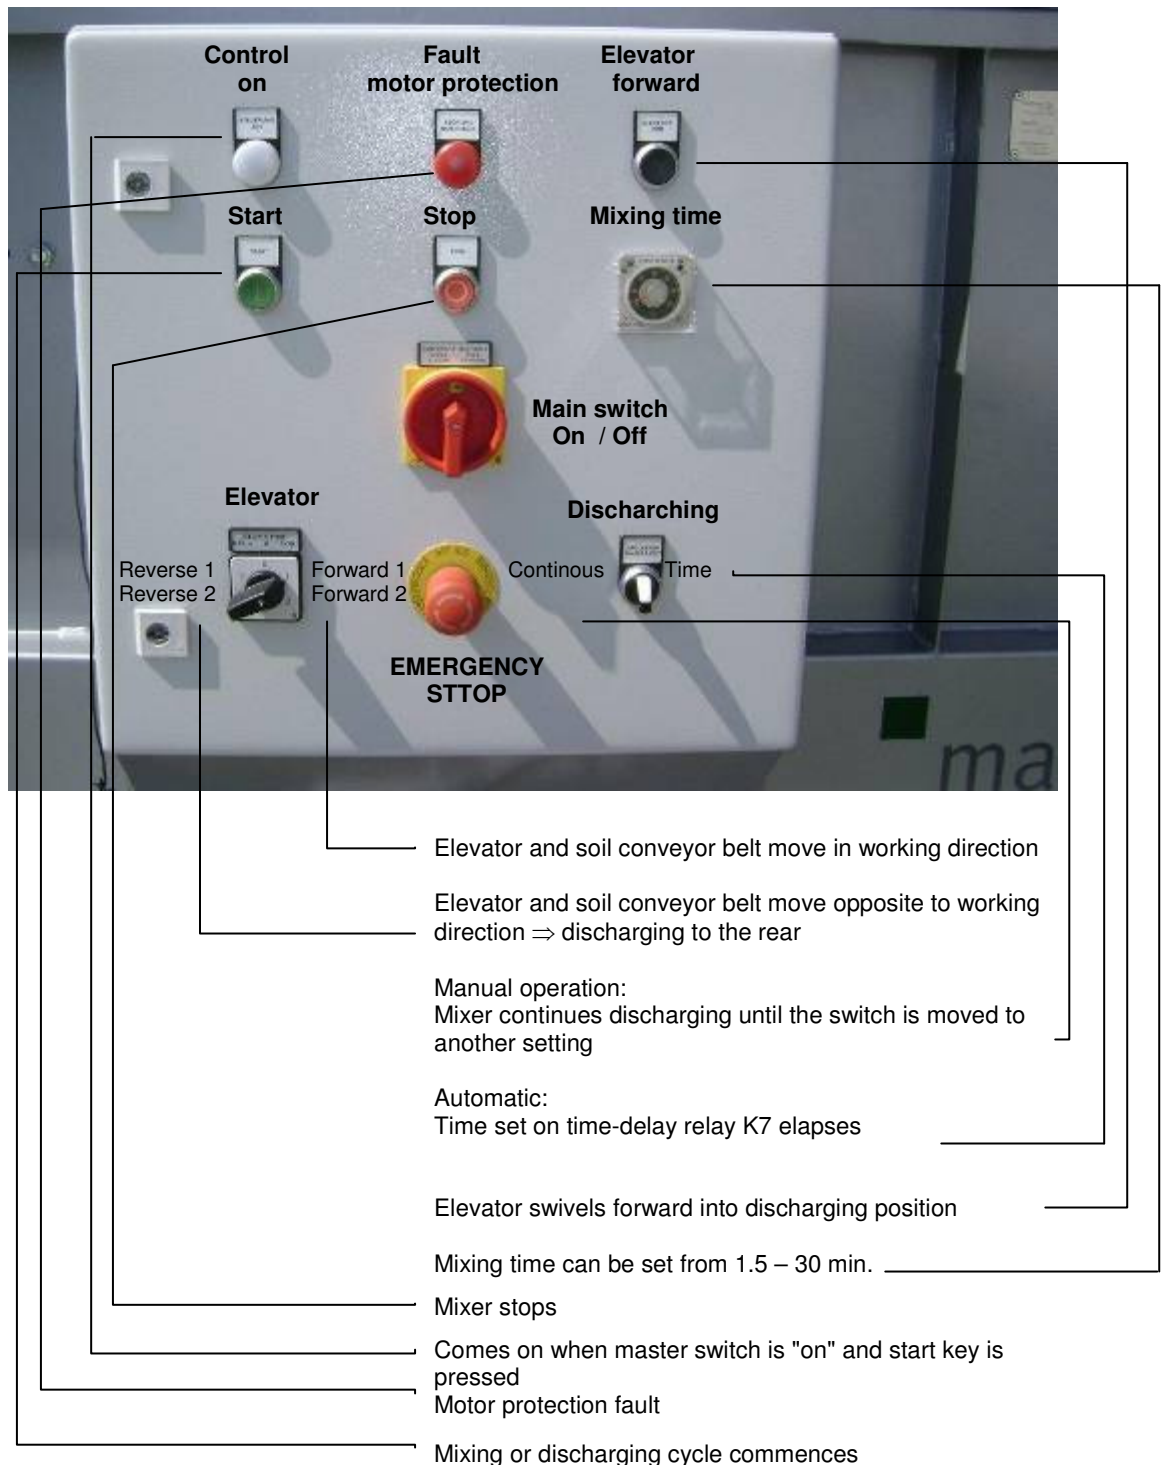 Control
on
Fault
motor protection
Elevator
forward
Start
Stop
Mixing time
Main switch
On / Off
Elevator
Discharching
Reverse 1
Reverse 2
Forward 1
Forward 2
Continous
Time
EMERGENCY
STTOP
ma
Elevator and soil conveyor belt move in working direction
Elevator and soil conveyor belt move opposite to working
direction ⇒ discharging to the rear
Manual operation:
Mixer continues discharging until the switch is moved to
another setting
Automatic:
Time set on time-delay relay K7 elapses
Elevator swivels forward into discharging position
Mixing time can be set from 1.5 – 30 min.
Mixer stops
Comes on when master switch is "on" and start key is
pressed
Motor protection fault
Mixing or discharging cycle commences